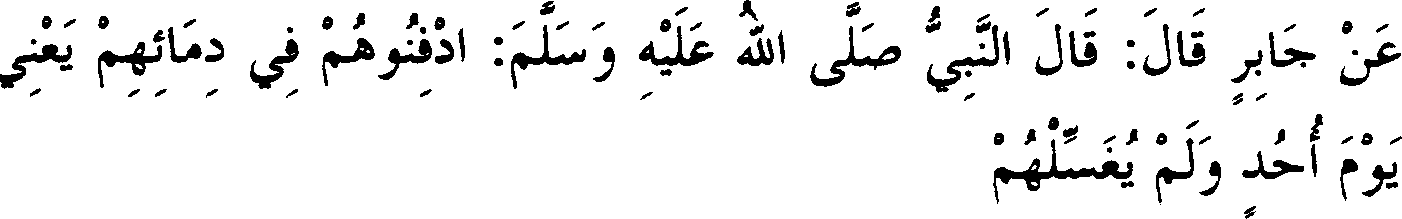 عَنْ جَابِرٍ قَالَ: قَالَ النَّبِيُّ صَلَّى اللهُ عَلَيْهِ وَسَلَّمَ: ادْفِنُوهُمْ فِي دِمَائِهِمْ يَعْنِي
يَوْمَ أُحُدٍ وَلَمْ يُغَسِّلْهُمْ